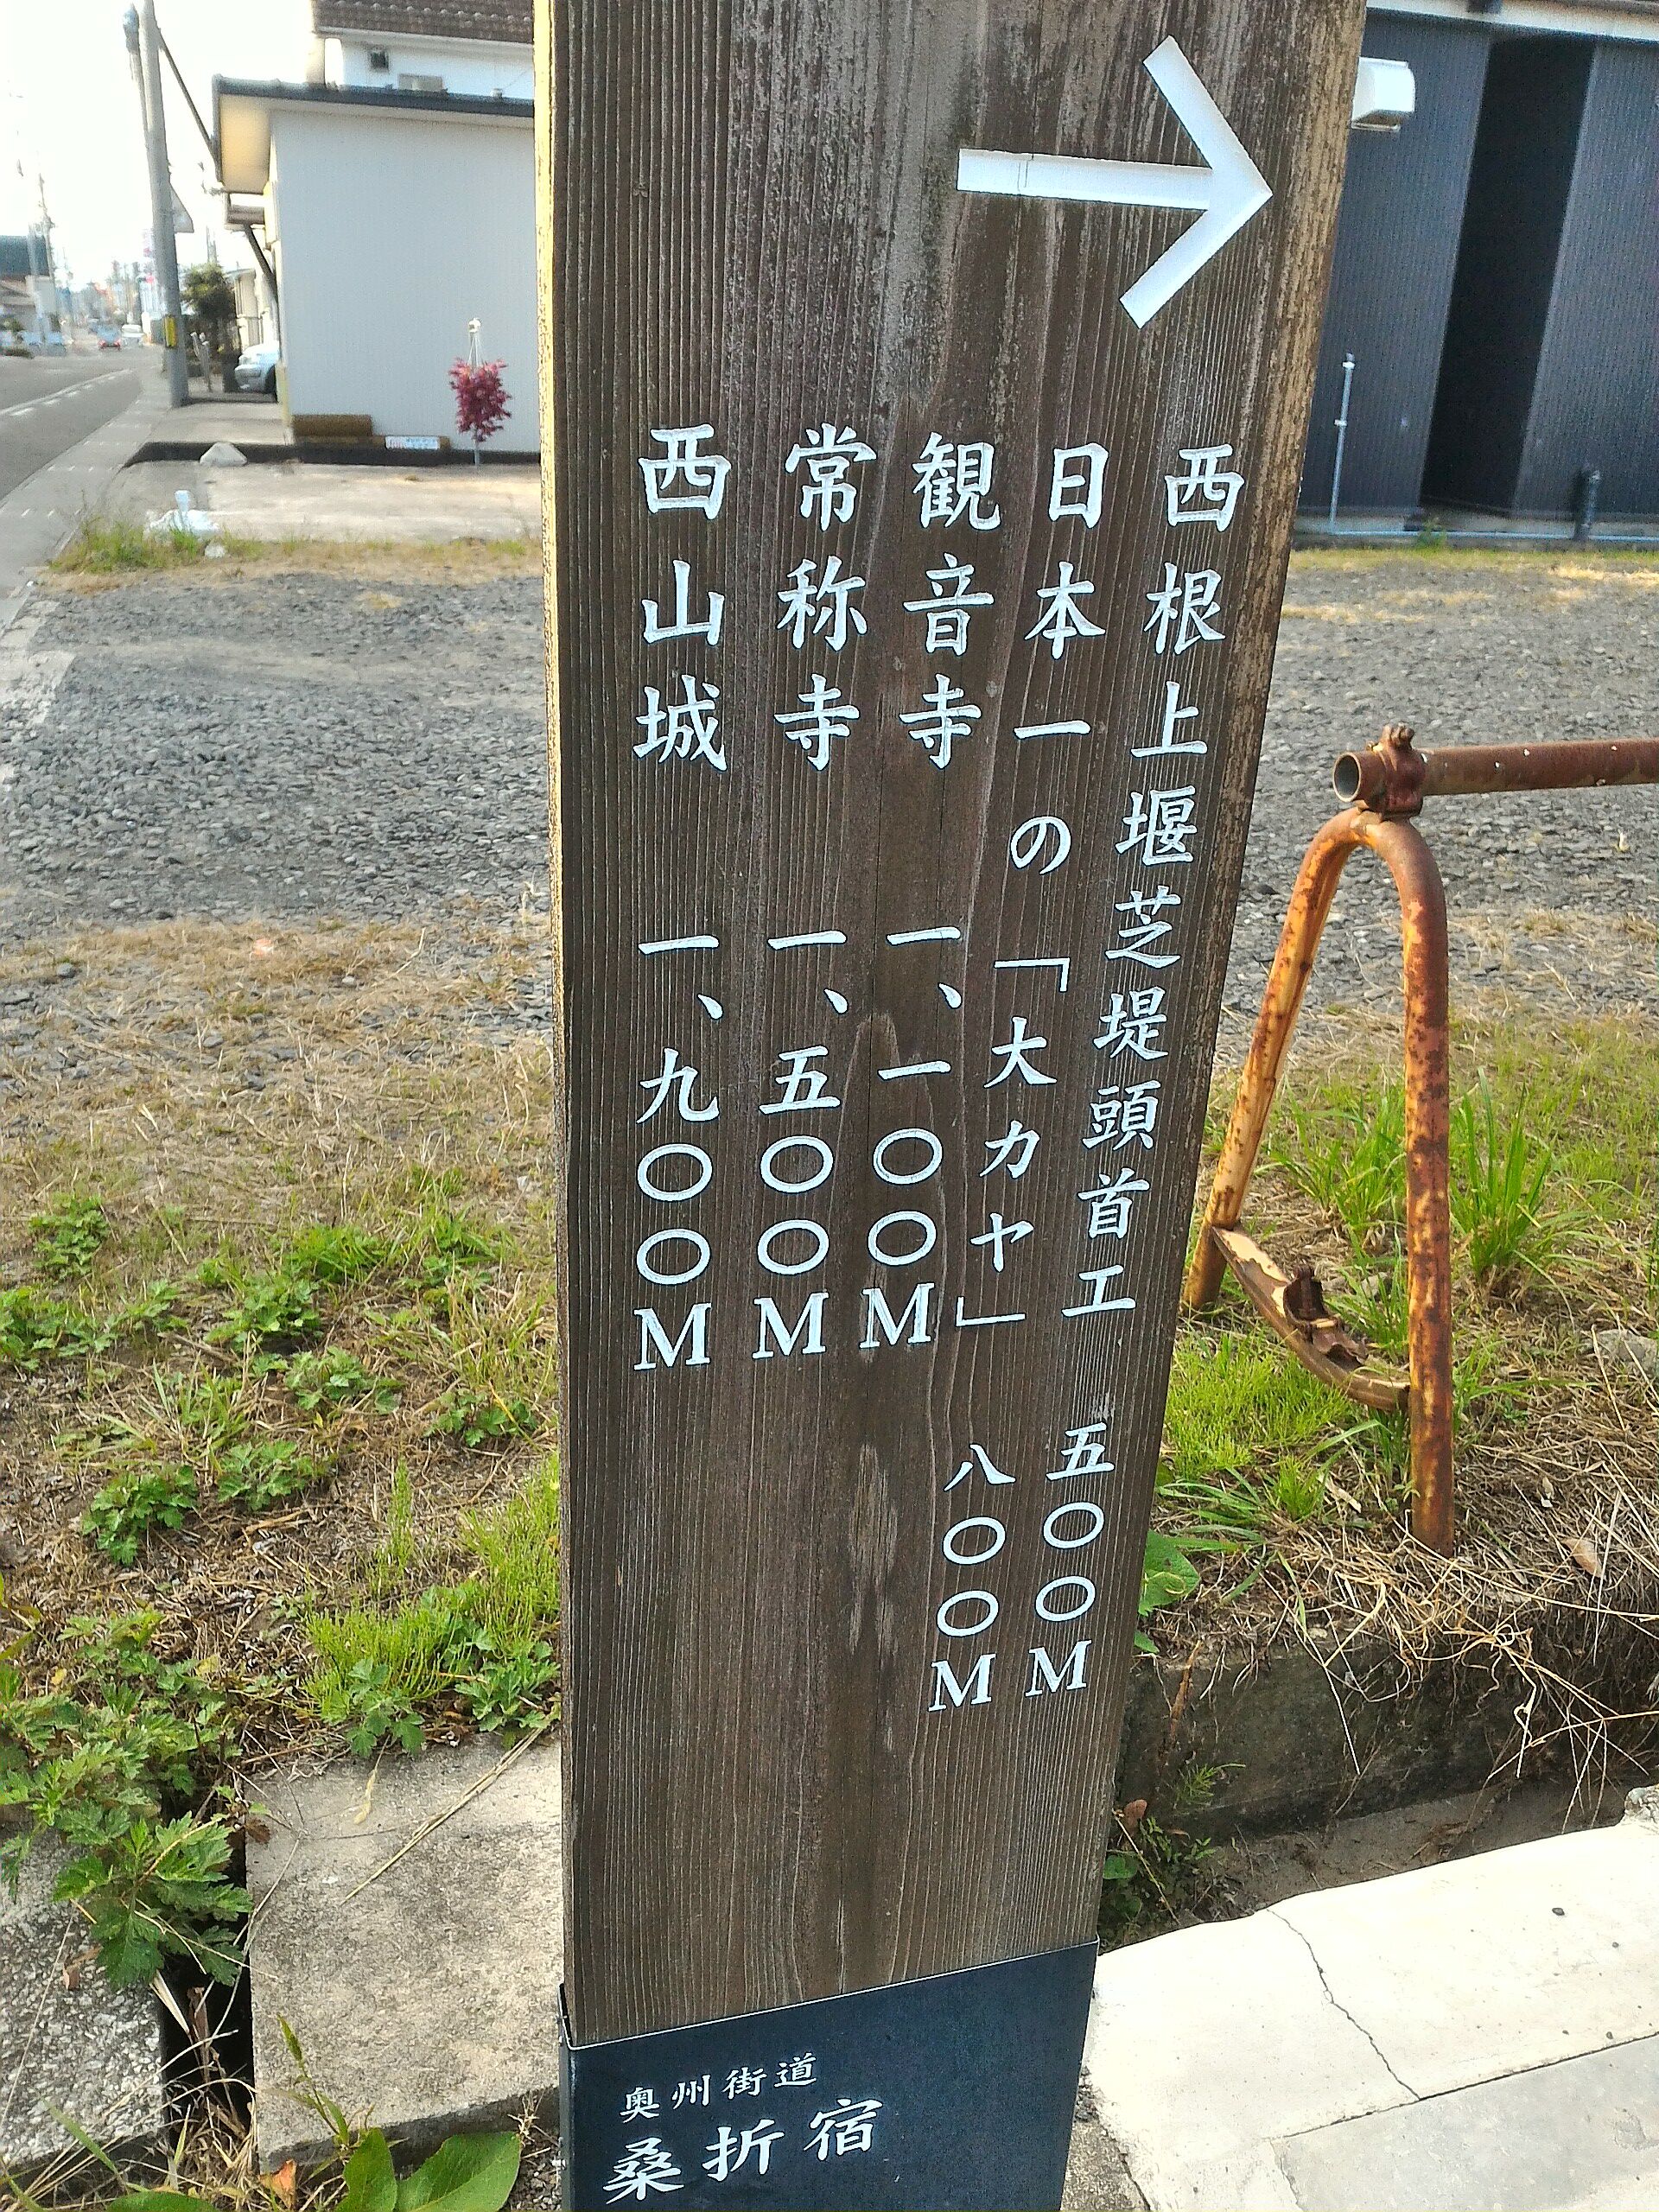 西根上堰芝堤頭首工 五〇〇M
日本一の「大カヤ」 八〇〇M
観音寺 一、一〇〇M
常称寺 一、五〇〇M
西山城 一、九〇〇M
奥州街道
桑折宿